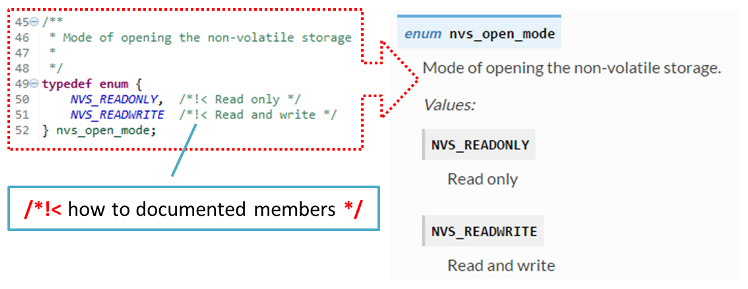 45 /**
46 * Mode of opening the non-volatile storage
47 *
48 */
49 typedef enum {
50 NVS_READONLY, /*!< Read only */
51 NVS_READWRITE /*!< Read and write */
52 } nvs_open_mode;
/*!< how to documented members */
enum nvs_open_mode
Mode of opening the non-volatile storage.
Values:
NVS_READONLY
Read only
NVS_READWRITE
Read and write